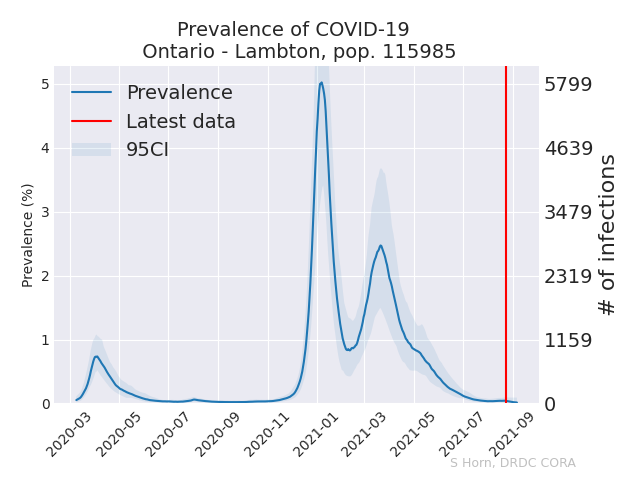 Prevalence of COVID-19
Ontario - Lambton, pop. 115985
Prevalence
Latest data
95CI
Prevalence (%)
5
4
3
2
1
0
5799
4639
3479
2319
1159
0
# of infections
2020-03
2020-05
2020-07
2020-09
2020-11
2021-01
2021-03
2021-05
2021-07
2021-09
S Horn, DRDC CORA